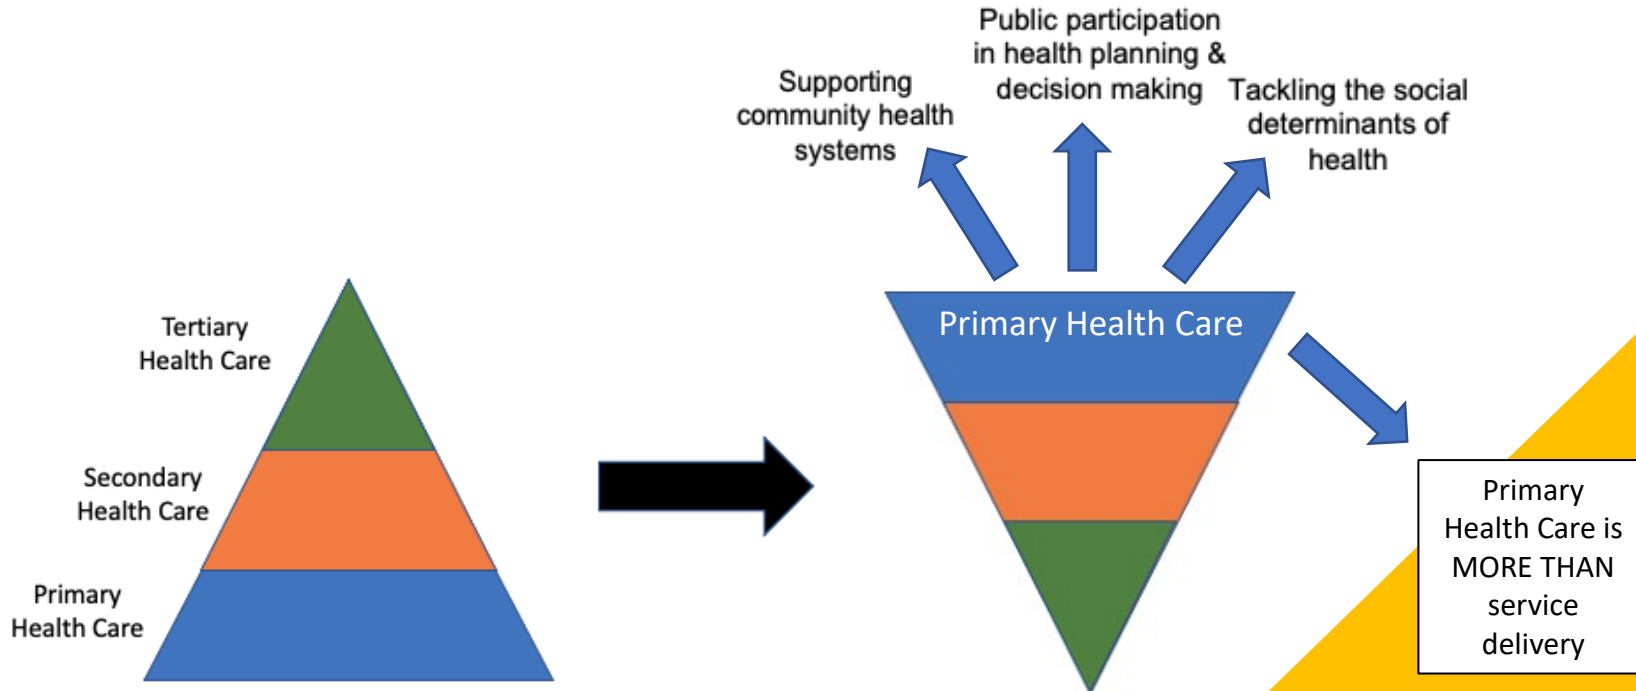 Public participation
in health planning &
decision making
Supporting
community health
systems
Tackling the social
determinants of
health
Tertiary
Health Care
Secondary
Health Care
Primary
Health Care
Primary Health Care
Primary
Health Care is
MORE THAN
service
delivery